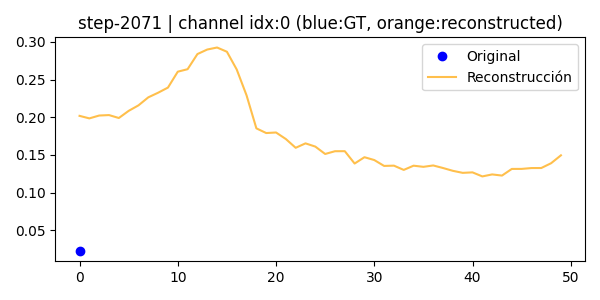 step-2071 | channel idx:0 (blue:GT, orange:reconstructed)
0.30
0.25
0.20
0.15
0.10
0.05
Original
Reconstrucción
0 10 20 30 40 50